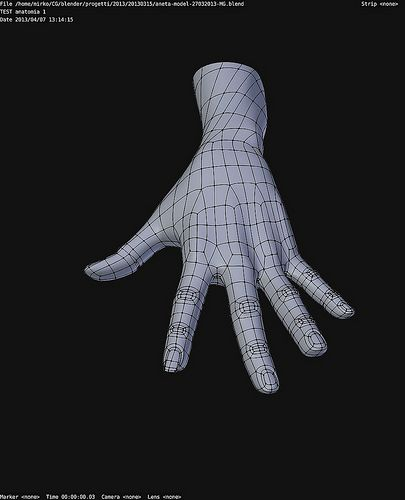 File /home/mirko/CG/blender/progetti/2013/20130315/aneta-model-27032013-MG.blend
Strip <none>
TEST anatomia 1
Date 2013/04/07 13:14:15
Marker <none> Time 00:00:00.03 Camera <none> Lens <none>